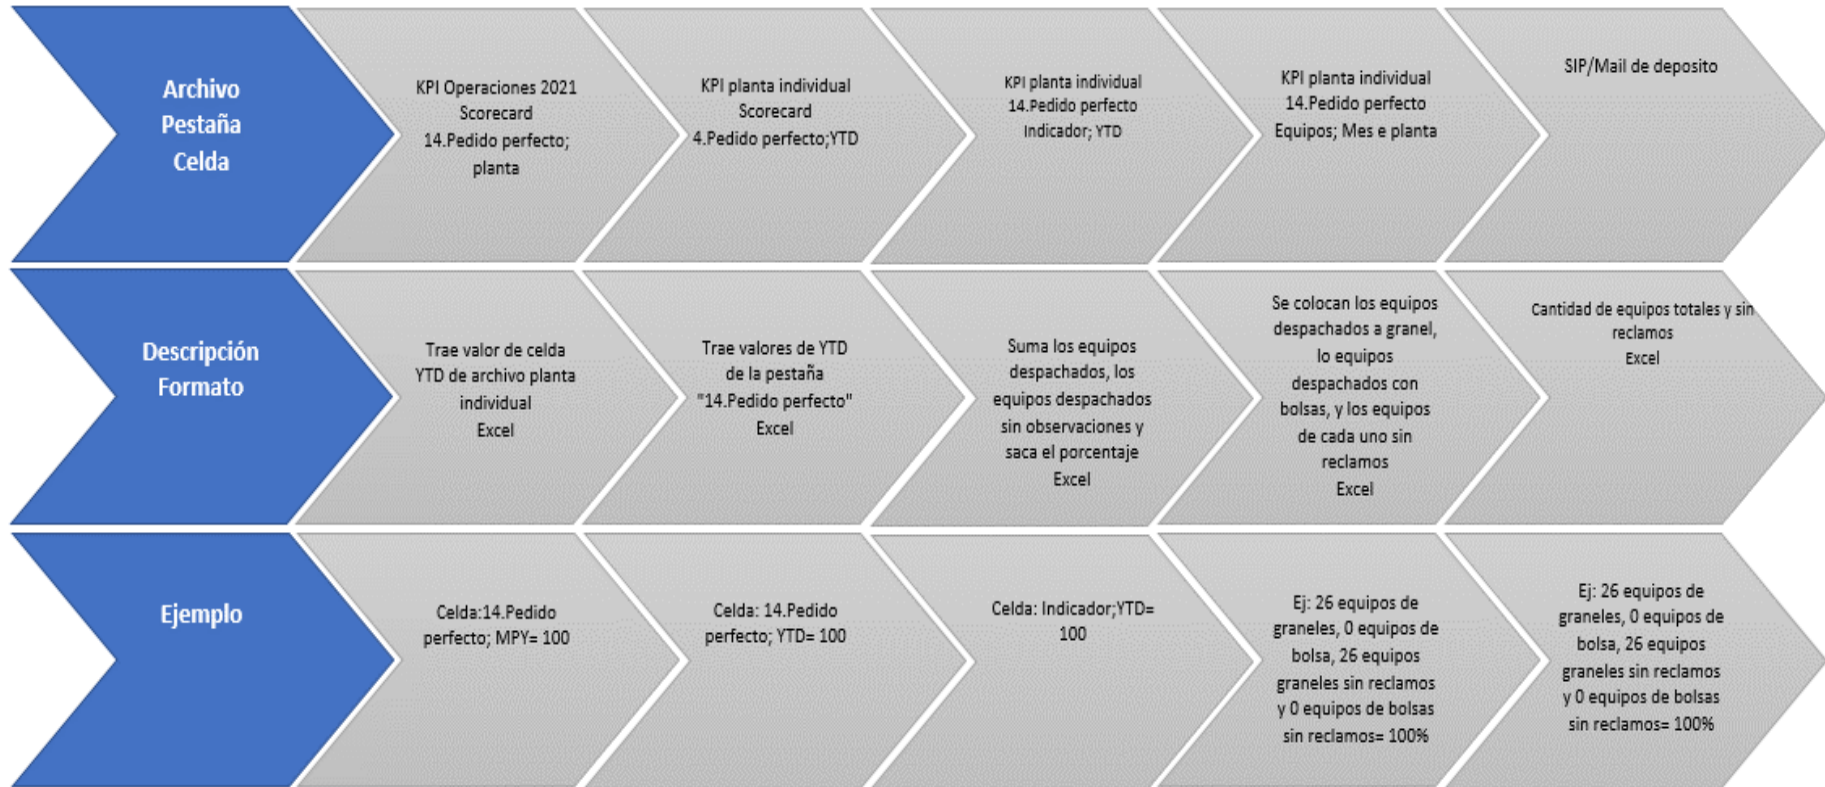 Archivo
Pestaña
Celda
KPI Operaciones 2021
Scorecard
14.Pedido perfecto;
planta
KPI planta individual
Scorecard
4.Pedido perfecto;YTD
KPI planta individual
14.Pedido perfecto
Indicador; YTD
KPI planta individual
14.Pedido perfecto
Equipos; Mes e planta
SIP/Mail de deposito
Descripción
Formato
Trae valor de celda
YTD de archivo planta
individual
Excel
Trae valores de YTD
de la pestaña
"14.Pedido perfecto"
Excel
Suma los equipos
despachados, los
equipos despachados
sin observaciones y
saca el porcentaje
Excel
Se colocan los equipos
despachados a granel,
lo equipos
despachados con
bolsas, y los equipos
de cada uno sin
reclamos
Excel
Cantidad de equipos totales y sin
reclamos
Excel
Ejemplo
Celda:14.Pedido
perfecto; MPY= 100
Celda: 14.Pedido
perfecto; YTD= 100
Celda: Indicador;YTD=
100
Ej: 26 equipos de
graneles, 0 equipos de
bolsa, 26 equipos
graneles sin reclamos
y 0 equipos de bolsas
sin reclamos= 100%
Ej: 26 equipos de
graneles, 0 equipos de
bolsa, 26 equipos
graneles sin reclamos
y 0 equipos de bolsas
sin reclamos= 100%